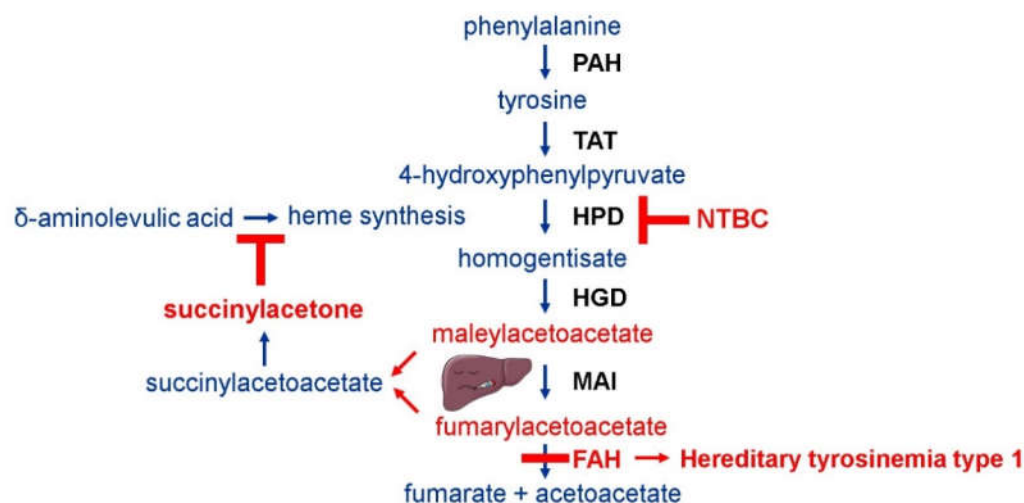 phenylalanine
PAH
tyrosine
TAT
4-hydroxyphenylpyruvate
δ-aminolevulic acid heme synthesis HPD NTBC
homogentisate
succinylacetone HGD
maleylacetoacetate
succinylacetoacetate MAI
fumarylacetoacetate
FAH Hereditary tyrosinemia type 1
fumarate + acetoacetate